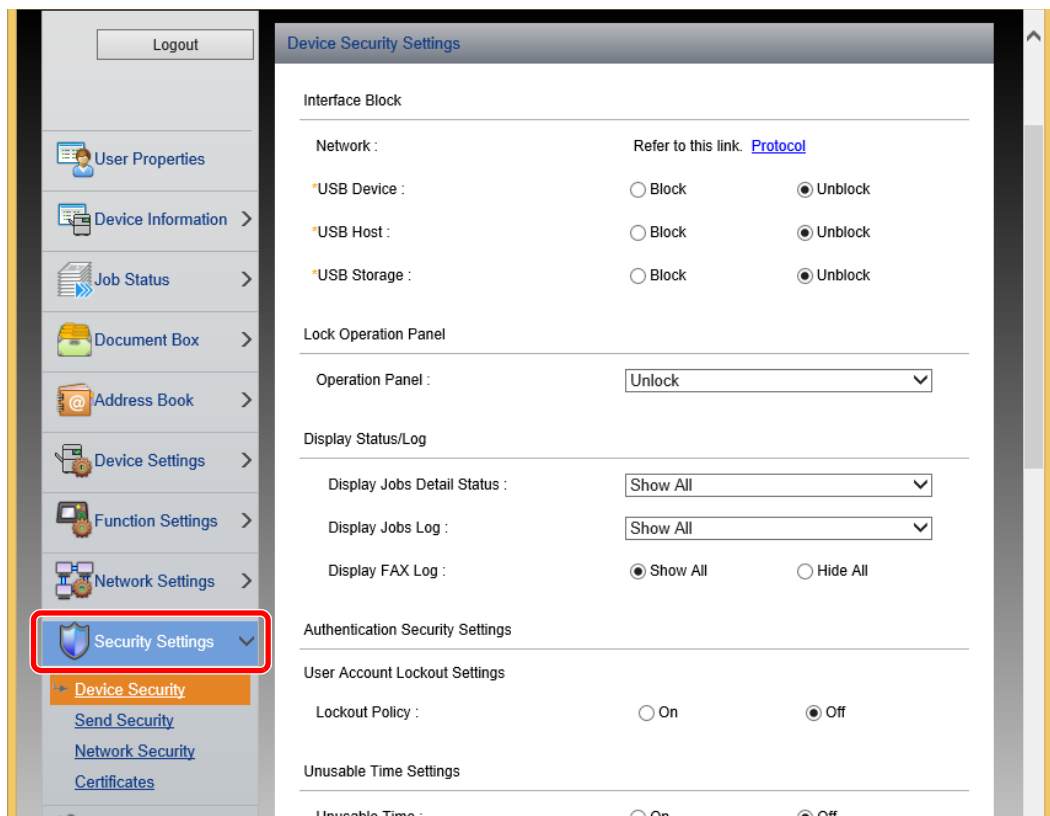 Logout
User Properties
Device Information
Job Status
Document Box
Address Book
Device Settings
Function Settings
Network Settings
Security Settings
Device Security
Send Security
Network Security
Certificates
Device Security Settings
Interface Block
Network : Refer to this link. Protocol
*USB Device : Block Unblock
*USB Host : Block Unblock
*USB Storage : Block Unblock
Lock Operation Panel
Operation Panel : Unlock
Display Status/Log
Display Jobs Detail Status : Show All
Display Jobs Log : Show All
Display FAX Log : Show All Hide All
Authentication Security Settings
User Account Lockout Settings
Lockout Policy : On Off
Unusable Time Settings
Unusable Time : On Off